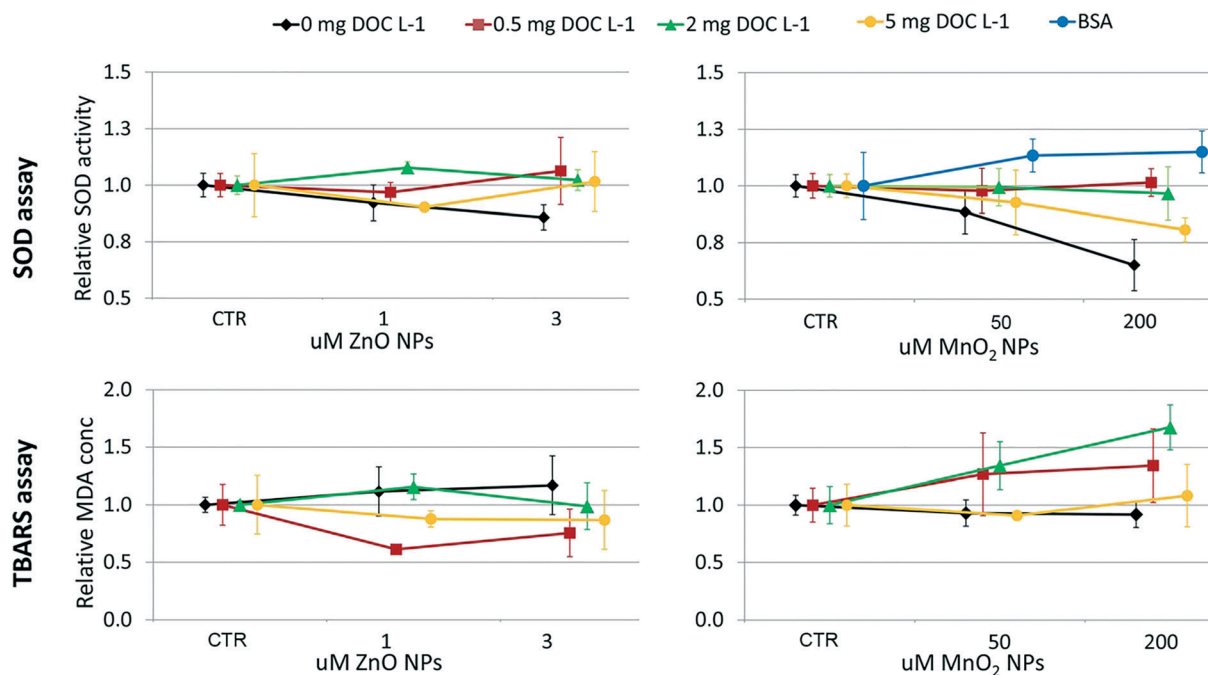 0 mg DOC L-1 0.5 mg DOC L-1 2 mg DOC L-1 5 mg DOC L-1 BSA
SOD assay
Relative SOD activity
1.5
1.3
1.0
0.8
0.5
CTR 1 3
uM ZnO NPs
1.5
1.3
1.0
0.8
0.5
CTR 50 200
uM MnO₂ NPs
TBARS assay
Relative MDA conc
2.0
1.5
1.0
0.5
0.0
CTR 1 3
uM ZnO NPs
2.0
1.5
1.0
0.5
0.0
CTR 50 200
uM MnO₂ NPs